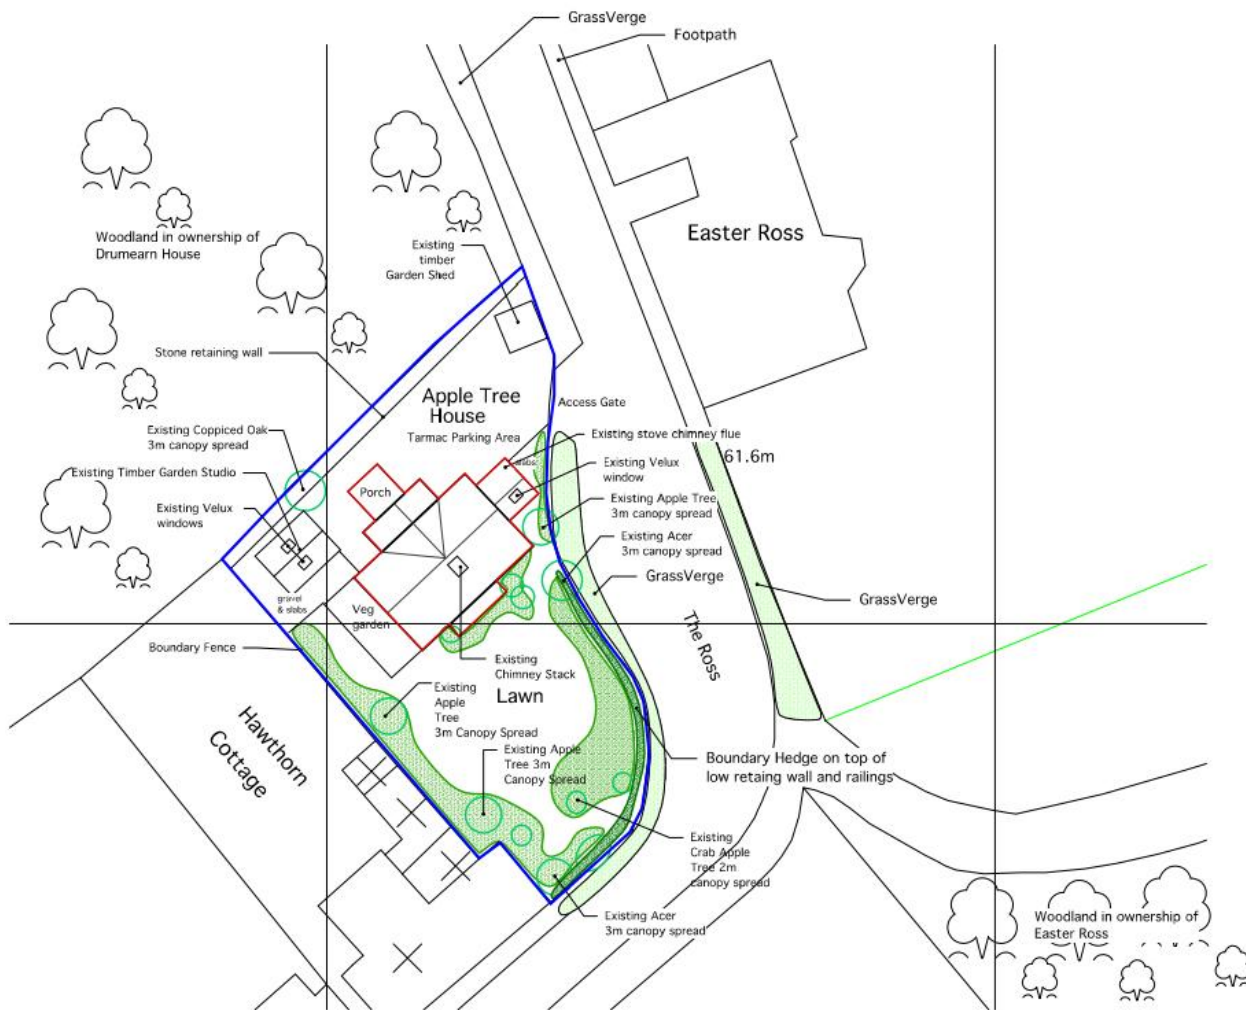 GrassVerge
Footpath
Woodland in ownership of
Drumearn House
Existing
timber
Garden Shed
Easter Ross
Stone retaining wall
Apple Tree
House
Tarmac Parking Area
Access Gate
Existing Coppiced Oak
3m canopy spread
Existing stove chimney flue
slabs
61.6m
Existing Timber Garden Studio
Existing Velux
window
Porch
Existing Velux
windows
Existing Apple Tree
3m canopy spread
Existing Acer
3m canopy spread
GrassVerge
GrassVerge
gravel
& slabs
Veg
garden
The Ross
Boundary Fence
Existing
Chimney Stack
Lawn
Existing
Apple
Tree
3m Canopy Spread
Hawthorn
Cottage
Existing Apple
Tree 3m
Canopy Spread
Boundary Hedge on top of
low retaing wall and railings
Existing
Crab Apple
Tree 2m
canopy spread
Existing Acer
3m canopy spread
Woodland in ownership of
Easter Ross